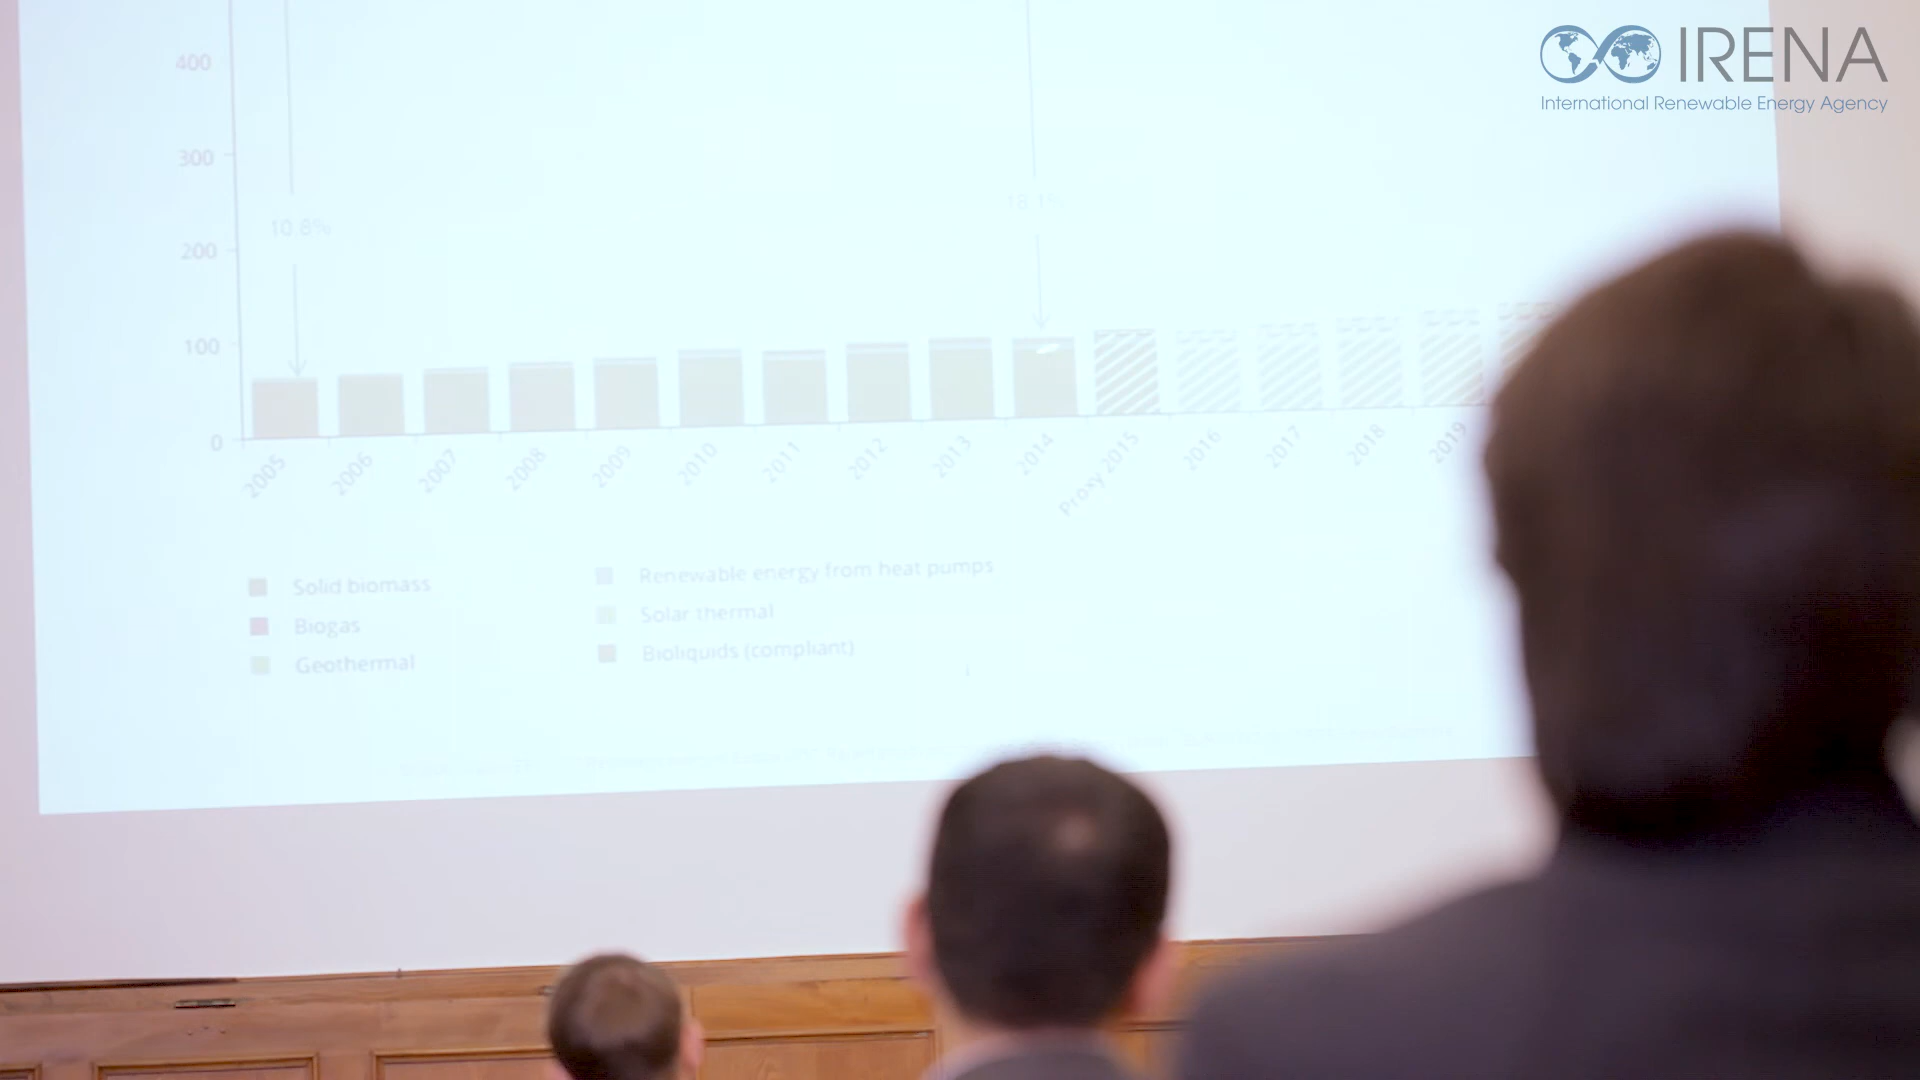 IRENA
International Renewable Energy Agency
400
300
200
100
0
10.8%
2005
2006
2007
2008
2009
2010
2011
2012
2013
2014
Proxy 2015
2016
2017
2018
2019
Solid biomass
Biogas
Geothermal
Renewable energy from heat pumps
Solar thermal
Bioliquids (compliant)